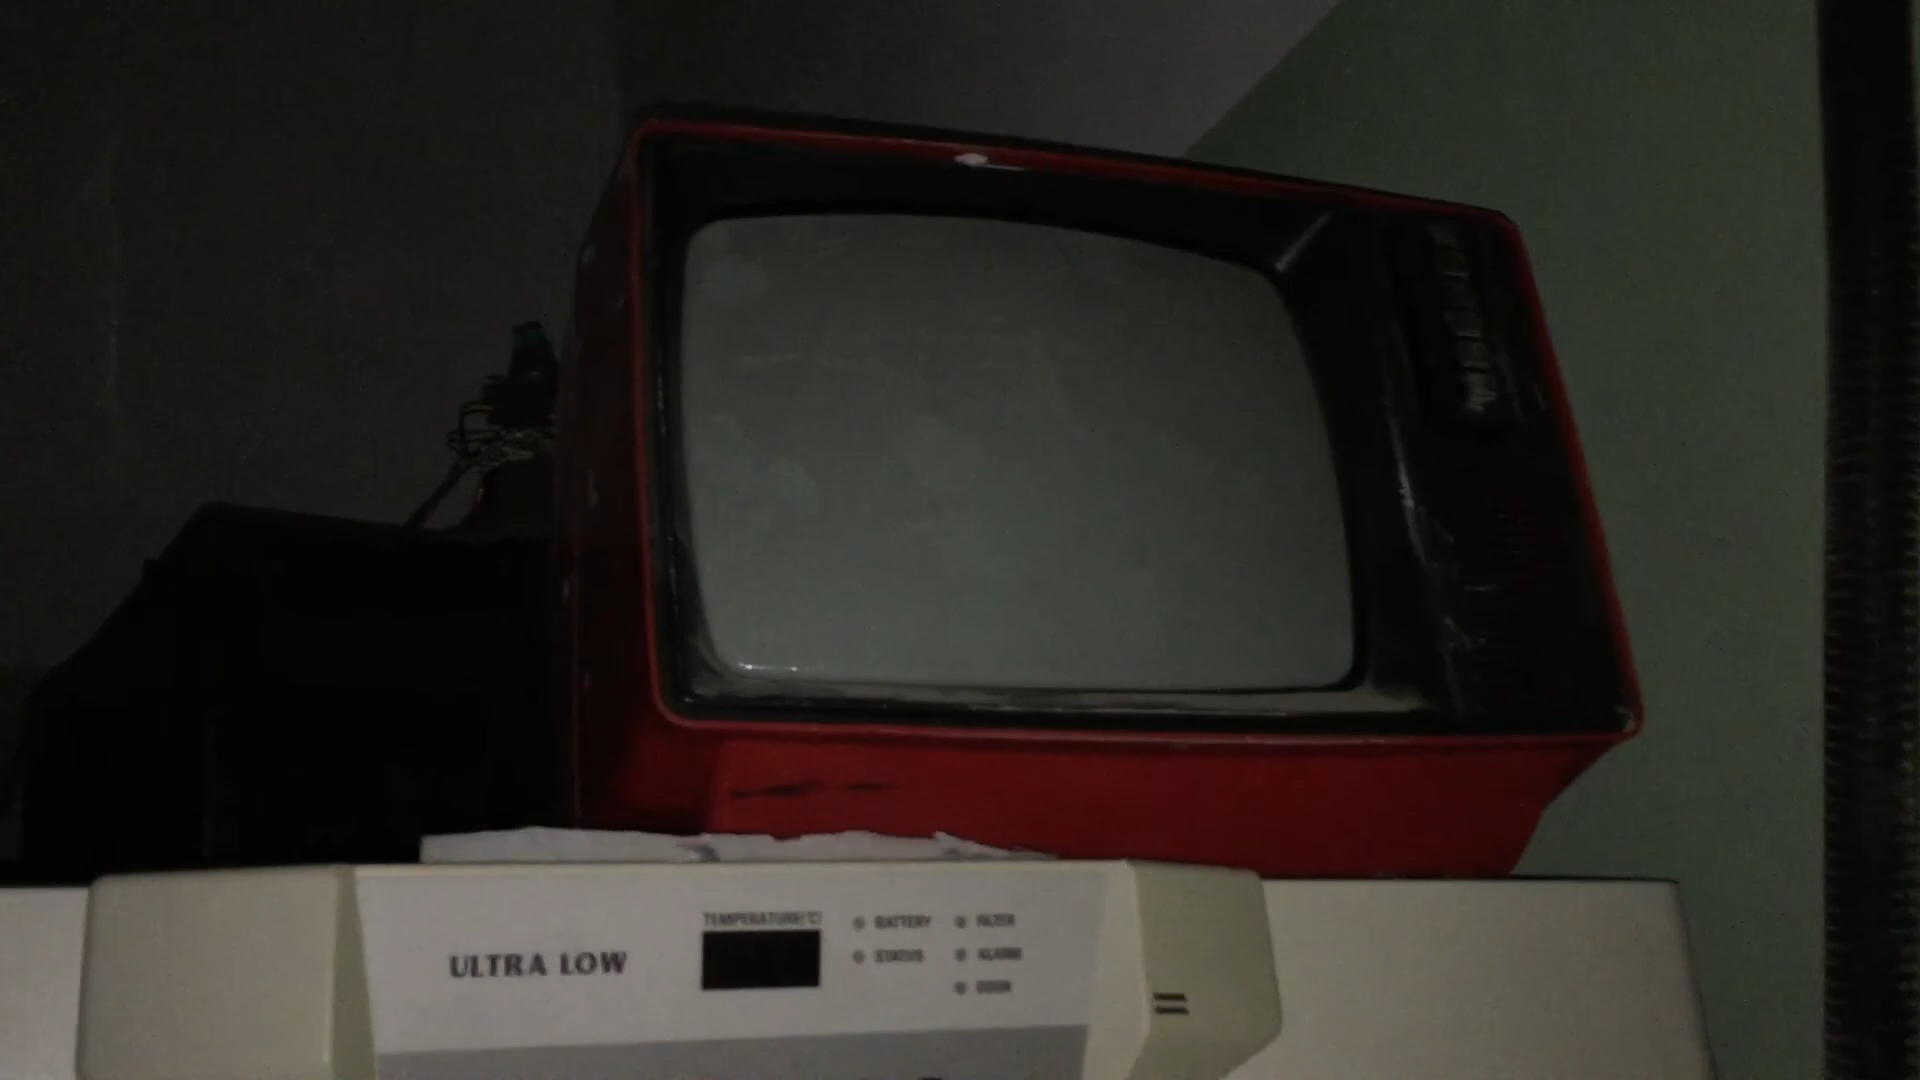 ULTRA LOW
TEMPERATURE(℃)
BATTERY
STATUS
FILTER
ALARM
DOOR